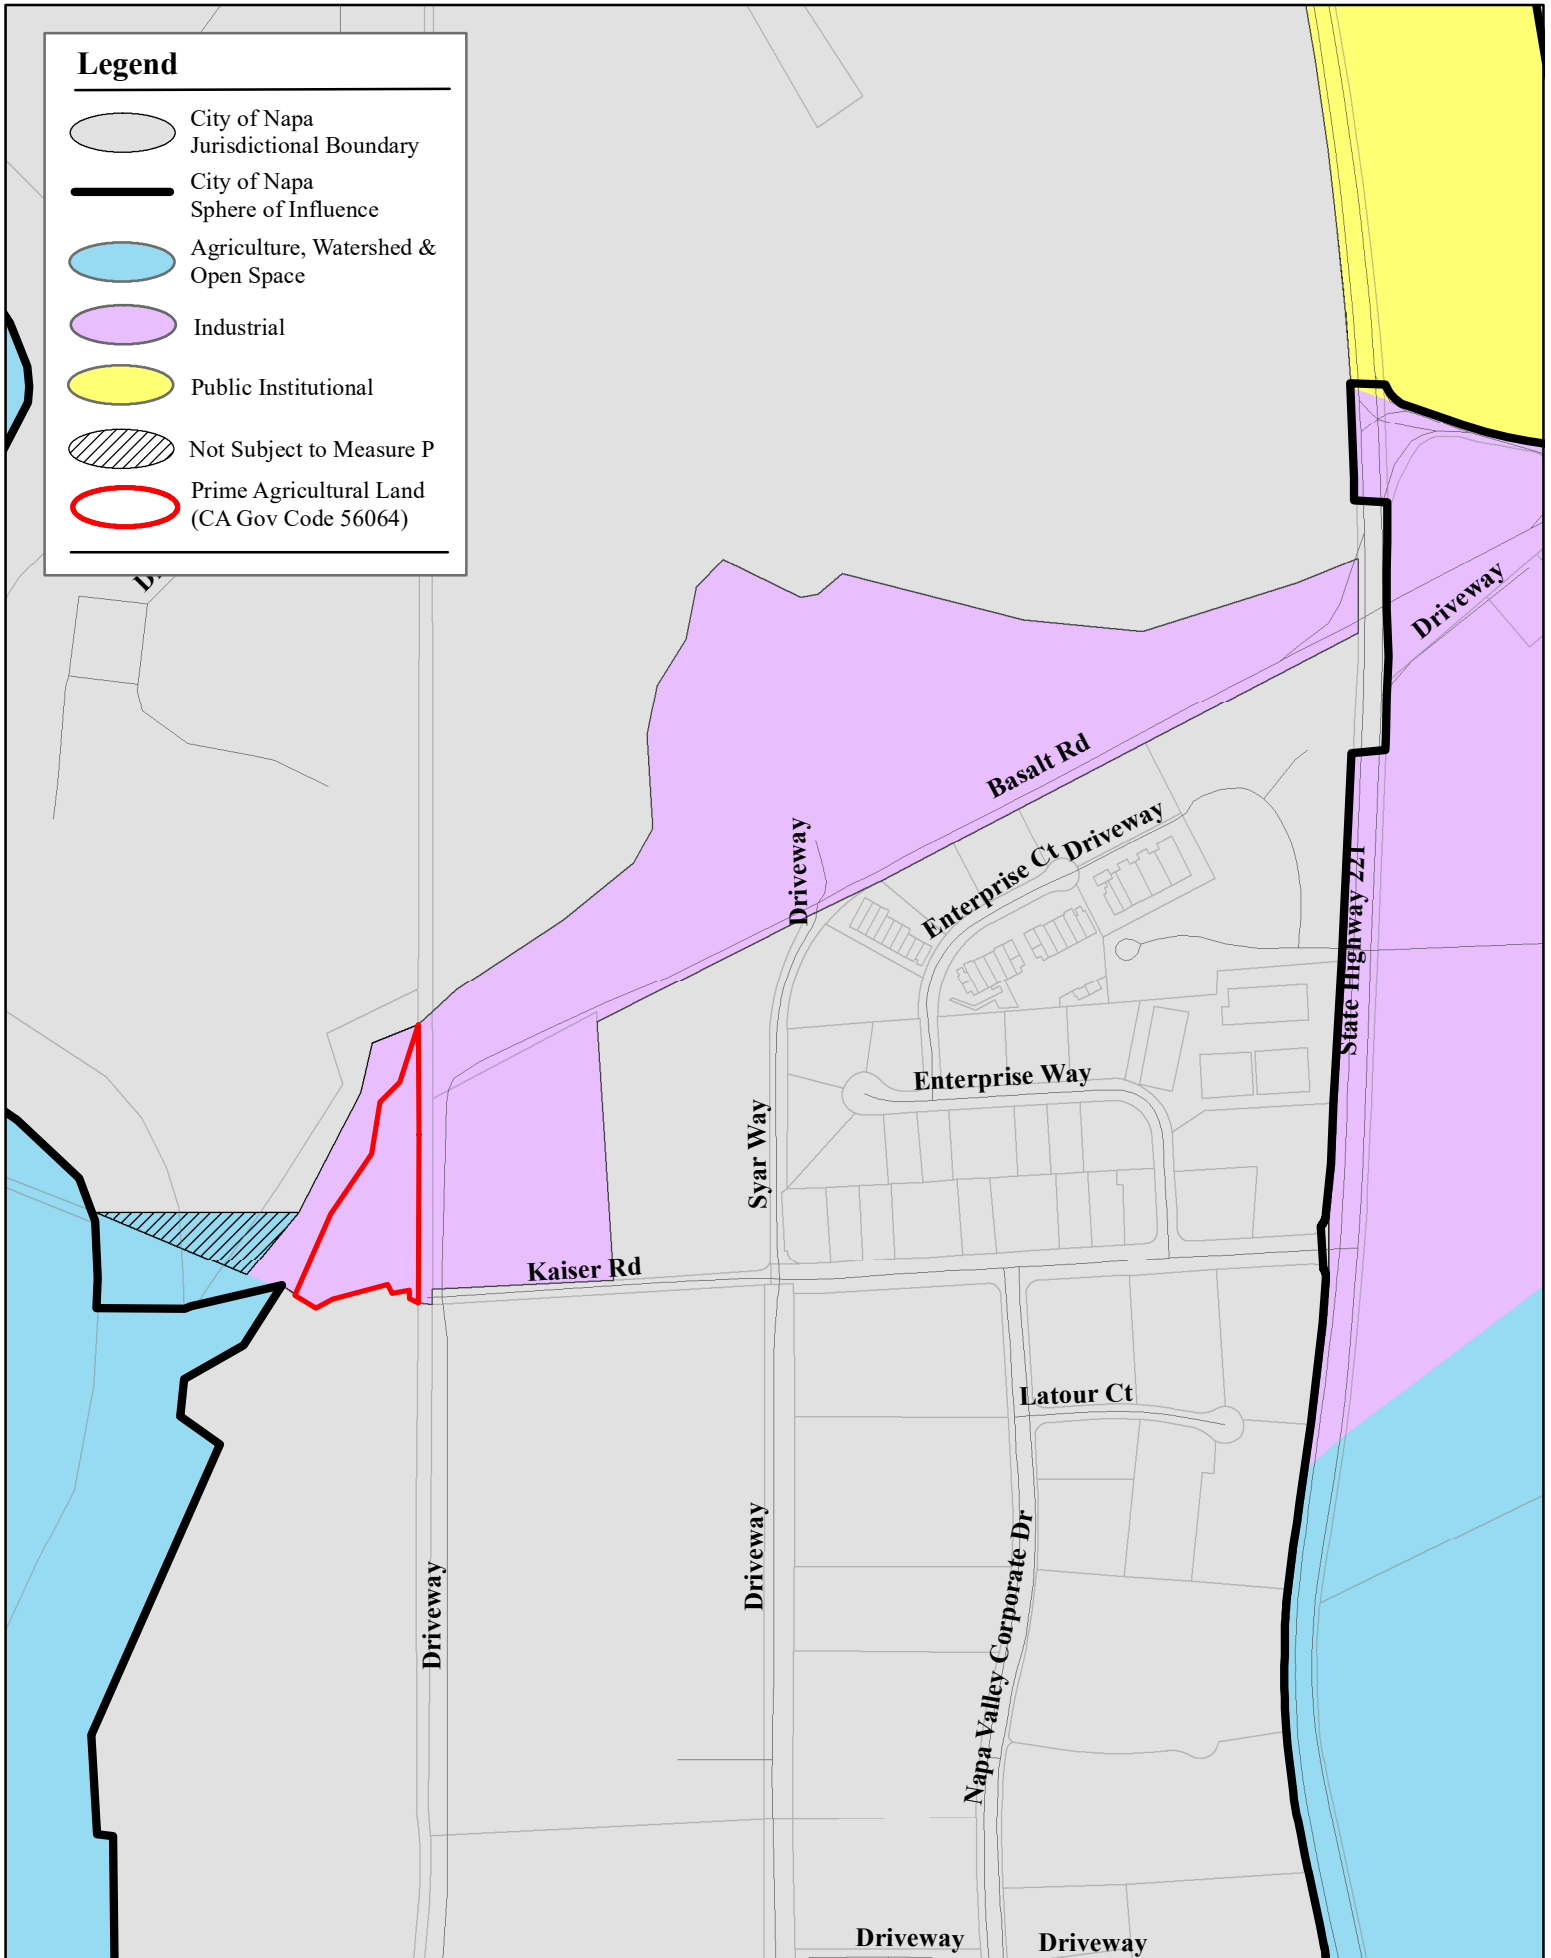 Legend
City of Napa
Jurisdictional Boundary
City of Napa
Sphere of Influence
Agriculture, Watershed &
Open Space
Industrial
Public Institutional
Not Subject to Measure P
Prime Agricultural Land
(CA Gov Code 56064)
Driveway
Basalt Rd
Driveway
Enterprise Ct
Driveway
State Highway 221
Enterprise Way
Syar Way
Kaiser Rd
Latour Ct
Driveway
Driveway
Napa Valley Corporate Dr
Driveway
Driveway